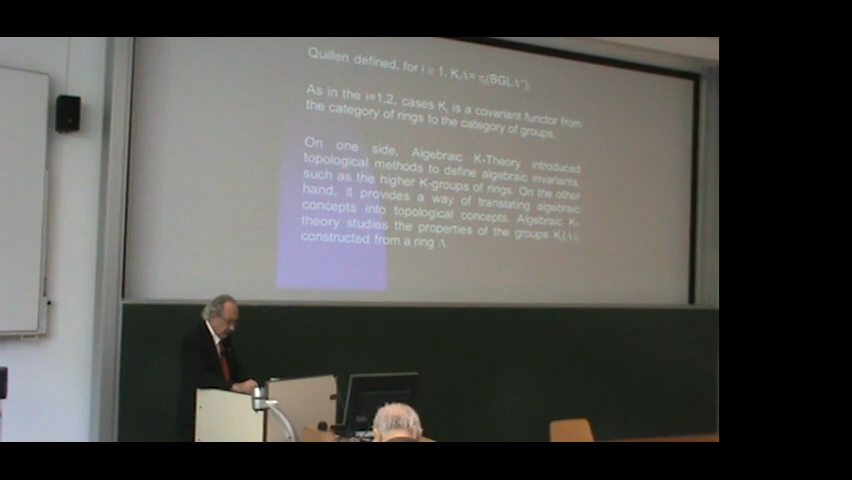 Quillen defined, for i ≥ 1, KᵢΛ = πᵢ(BGLΛ⁺),
As in the i=1,2, cases Kᵢ is a covariant functor from
the category of rings to the category of groups.
On one side, Algebraic K-Theory introduced
topological methods to define algebraic invariants,
such as the higher K-groups of rings. On the other
hand, it provides a way of translating algebraic
concepts into topological concepts. Algebraic K-
theory studies the properties of the groups Kᵢ(Λ),
constructed from a ring Λ.